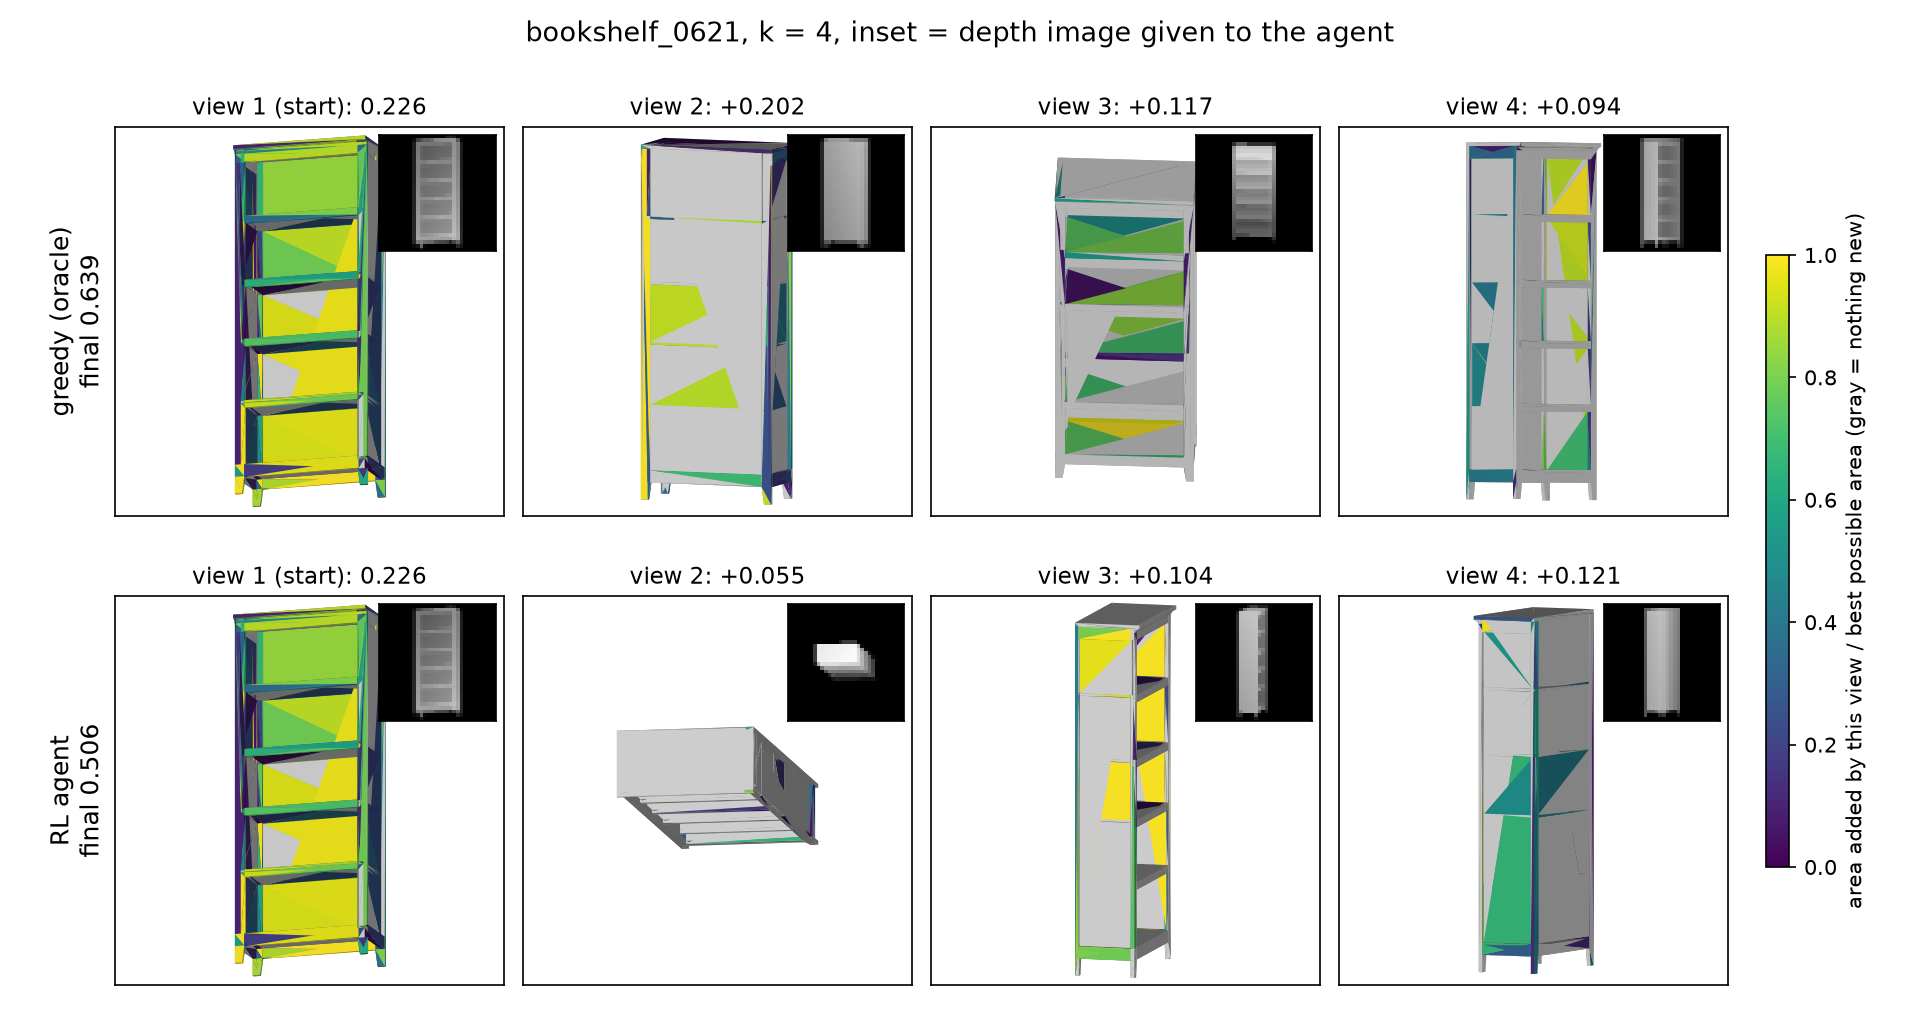 bookshelf_0621, k = 4, inset = depth image given to the agent
greedy (oracle)
final 0.639
view 1 (start): 0.226
view 2: +0.202
view 3: +0.117
view 4: +0.094
RL agent
final 0.506
view 1 (start): 0.226
view 2: +0.055
view 3: +0.104
view 4: +0.121
1.0
0.8
0.6
0.4
0.2
0.0
area added by this view / best possible area (gray = nothing new)